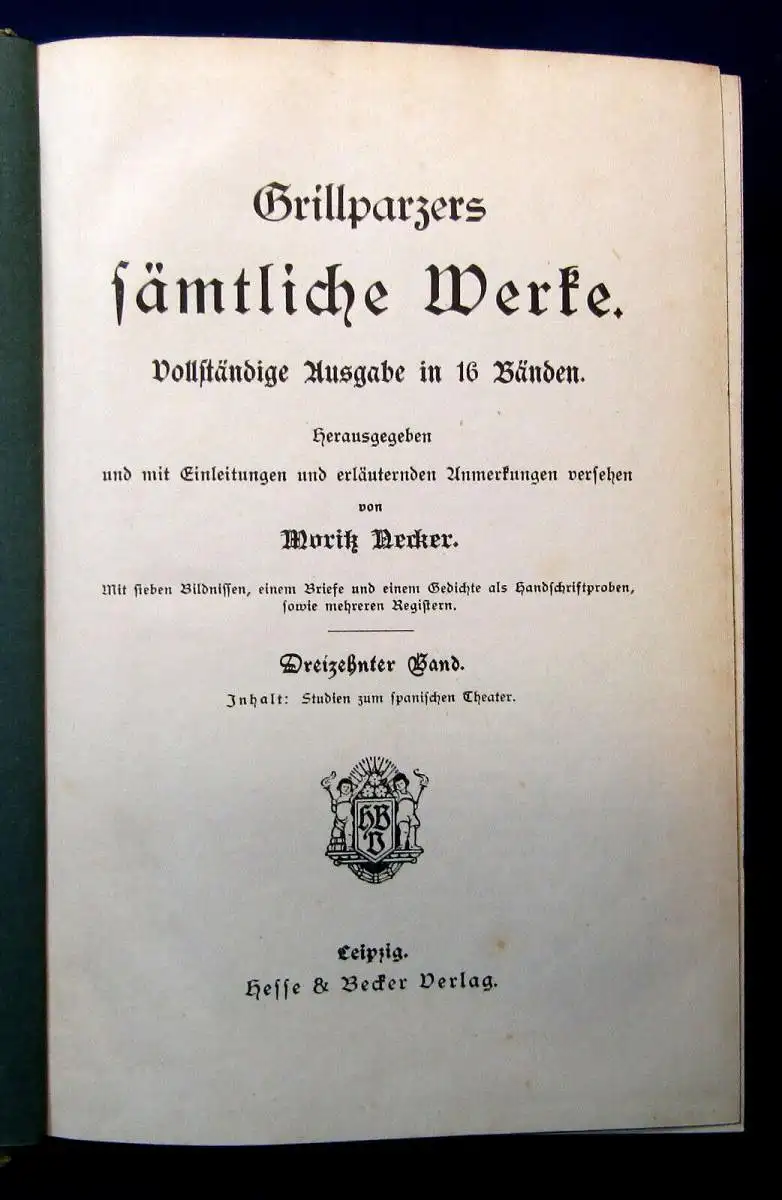 Grillparzers
sämtliche Werke.
Vollständige Ausgabe in 16 Bänden.
Herausgegeben
und mit Einleitungen und erläuternden Anmerkungen versehen
von
Moritz Necker.
Mit sieben Bildnissen, einem Briefe und einem Gedichte als Handschriftproben,
sowie mehreren Registern.
Dreizehnter Band.
Inhalt: Studien zum spanischen Theater.
HB
V
Leipzig.
Hesse & Becker Verlag.